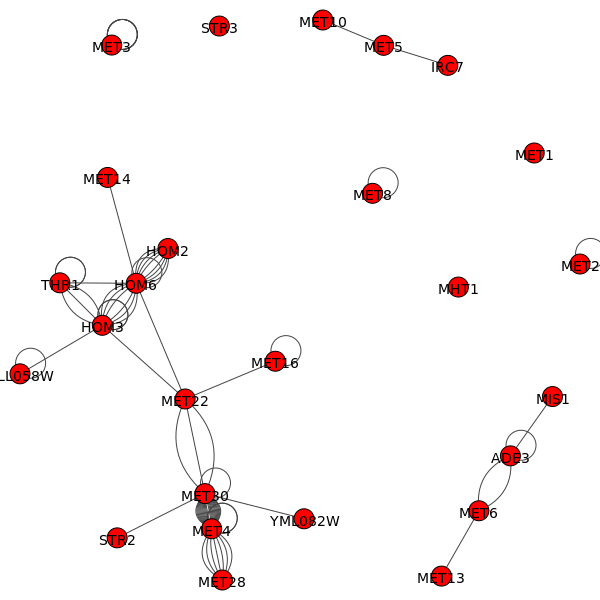 MET10
STR3
MET3
MET5
IRC7
MET1
MET14
MET8
HOM2
MET2
THR1
HOM6
MHT1
HOM3
MET16
LL058W
MIS1
MET22
ADE3
MET30
MET6
YML082W
MET4
STR2
MET13
MET28